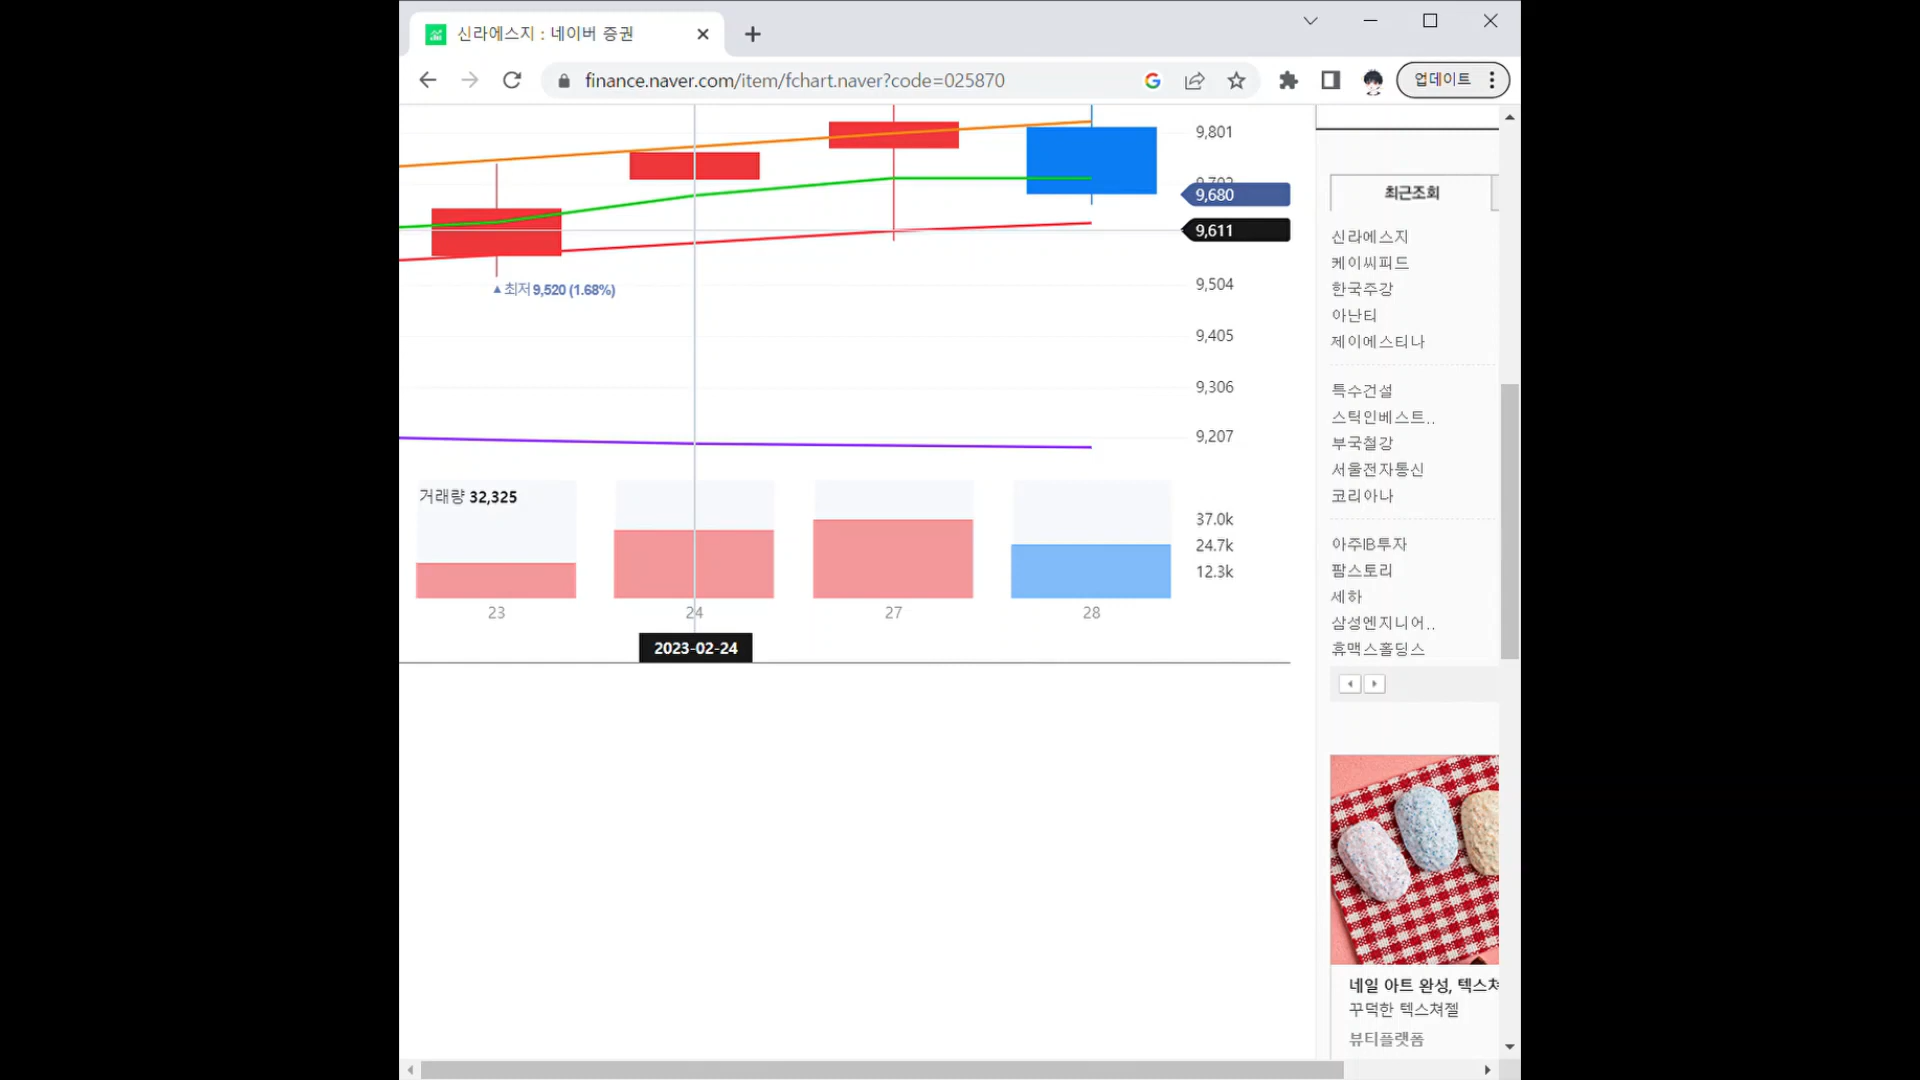 신라에스지 : 네이버 증권
finance.naver.com/item/fchart.naver?code=025870
업데이트
9,801
9,680
9,611
9,504
9,405
9,306
9,207
▲최저 9,520 (1.68%)
거래량 32,325
37.0k
24.7k
12.3k
23
24
27
28
2023-02-24
최근조회
신라에스지
케이씨피드
한국주강
아난티
제이에스티나
특수건설
스틱인베스트..
부국철강
서울전자통신
코리아나
아주IB투자
팜스토리
세하
삼성엔지니어..
휴맥스홀딩스
네일 아트 완성, 텍스쳐
꾸덕한 텍스쳐젤
뷰티플랫폼